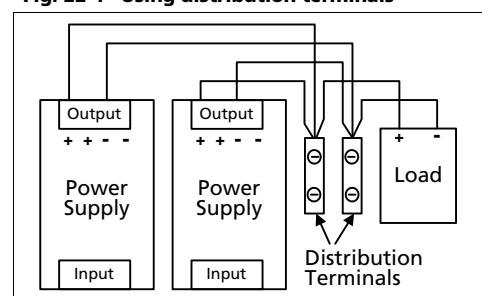 Fig. 22-1 Using distribution terminals
Output
+ + - -
Power
Supply
Input
Output
+ + - -
Power
Supply
Input
+ -
Load
Distribution
Terminals